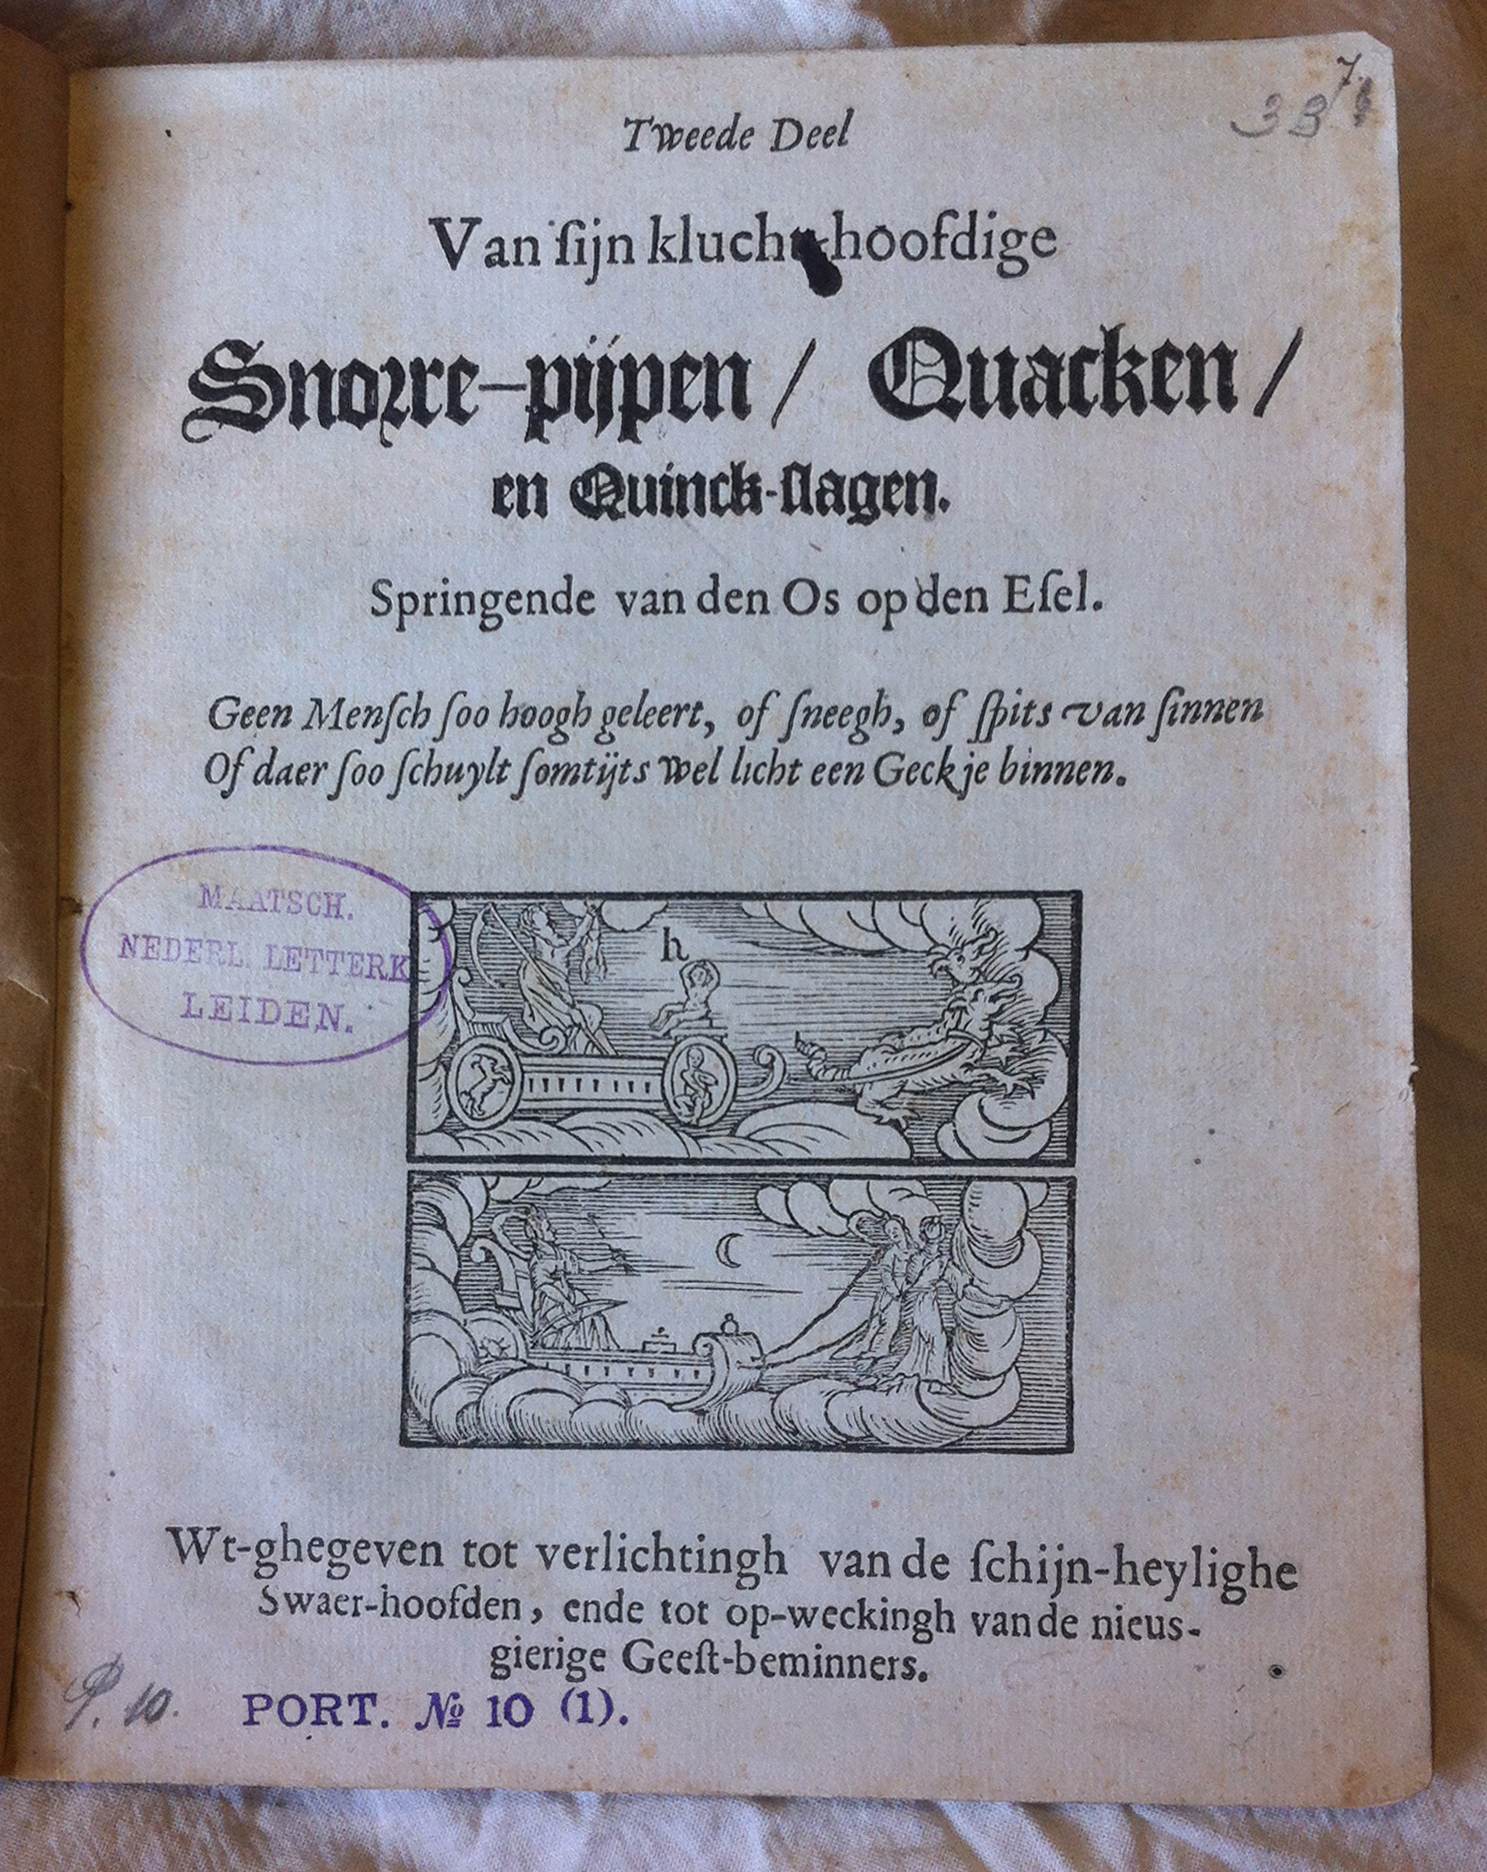 7.
Tweede Deel
Van ſijn klucht-hoofdige
Snorre-pijpen / Quacken /
en Quinck-ſlagen.
Springende van den Os op den Eſel.
Geen Menſch ſoo hoogh geleert, of ſneegh, of ſpits van ſinnen
Of daer ſoo ſchuylt ſomtijts wel licht een Geckje binnen.
MAATSCH.
NEDERL. LETTERK
LEIDEN.
h
Wt-ghegeven tot verlichtingh van de ſchijn-heylighe
Swaer-hoofden, ende tot op-weckingh van de nieus-
gierige Geeſt-beminners.
P. 10.
PORT. № 10 (1).